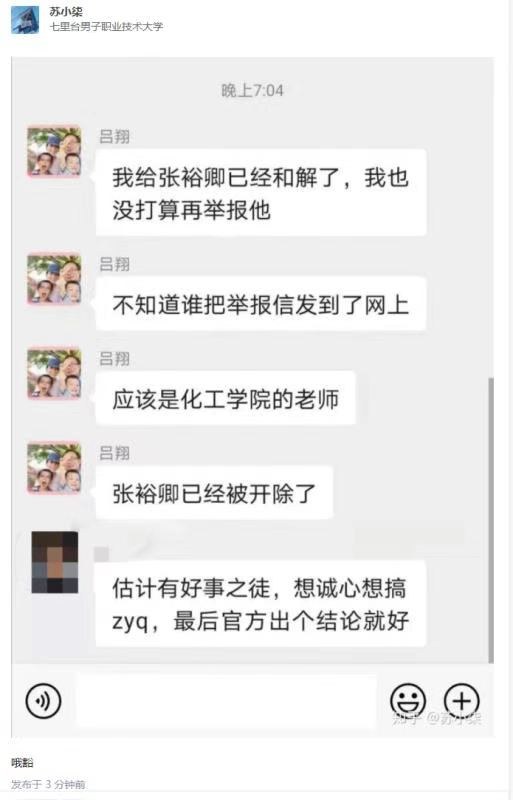 苏小柒
七里台男子职业技术大学
晚上7:04
吕翔
我给张裕卿已经和解了，我也
没打算再举报他
吕翔
不知道谁把举报信发到了网上
吕翔
应该是化工学院的老师
吕翔
张裕卿已经被开除了
估计有好事之徒，想诚心想搞
zyq，最后官方出个结论就好
知乎 @苏小柒
哦豁
发布于 3 分钟前